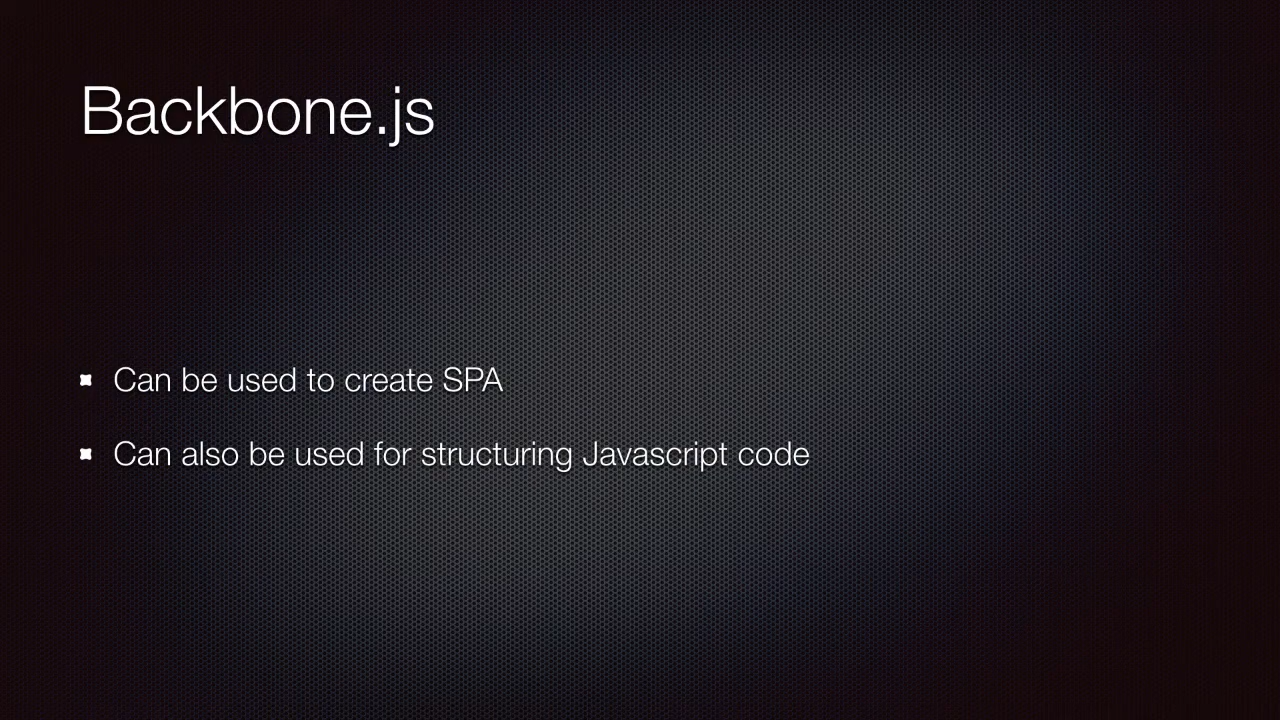 Backbone.js
Can be used to create SPA
Can also be used for structuring Javascript code